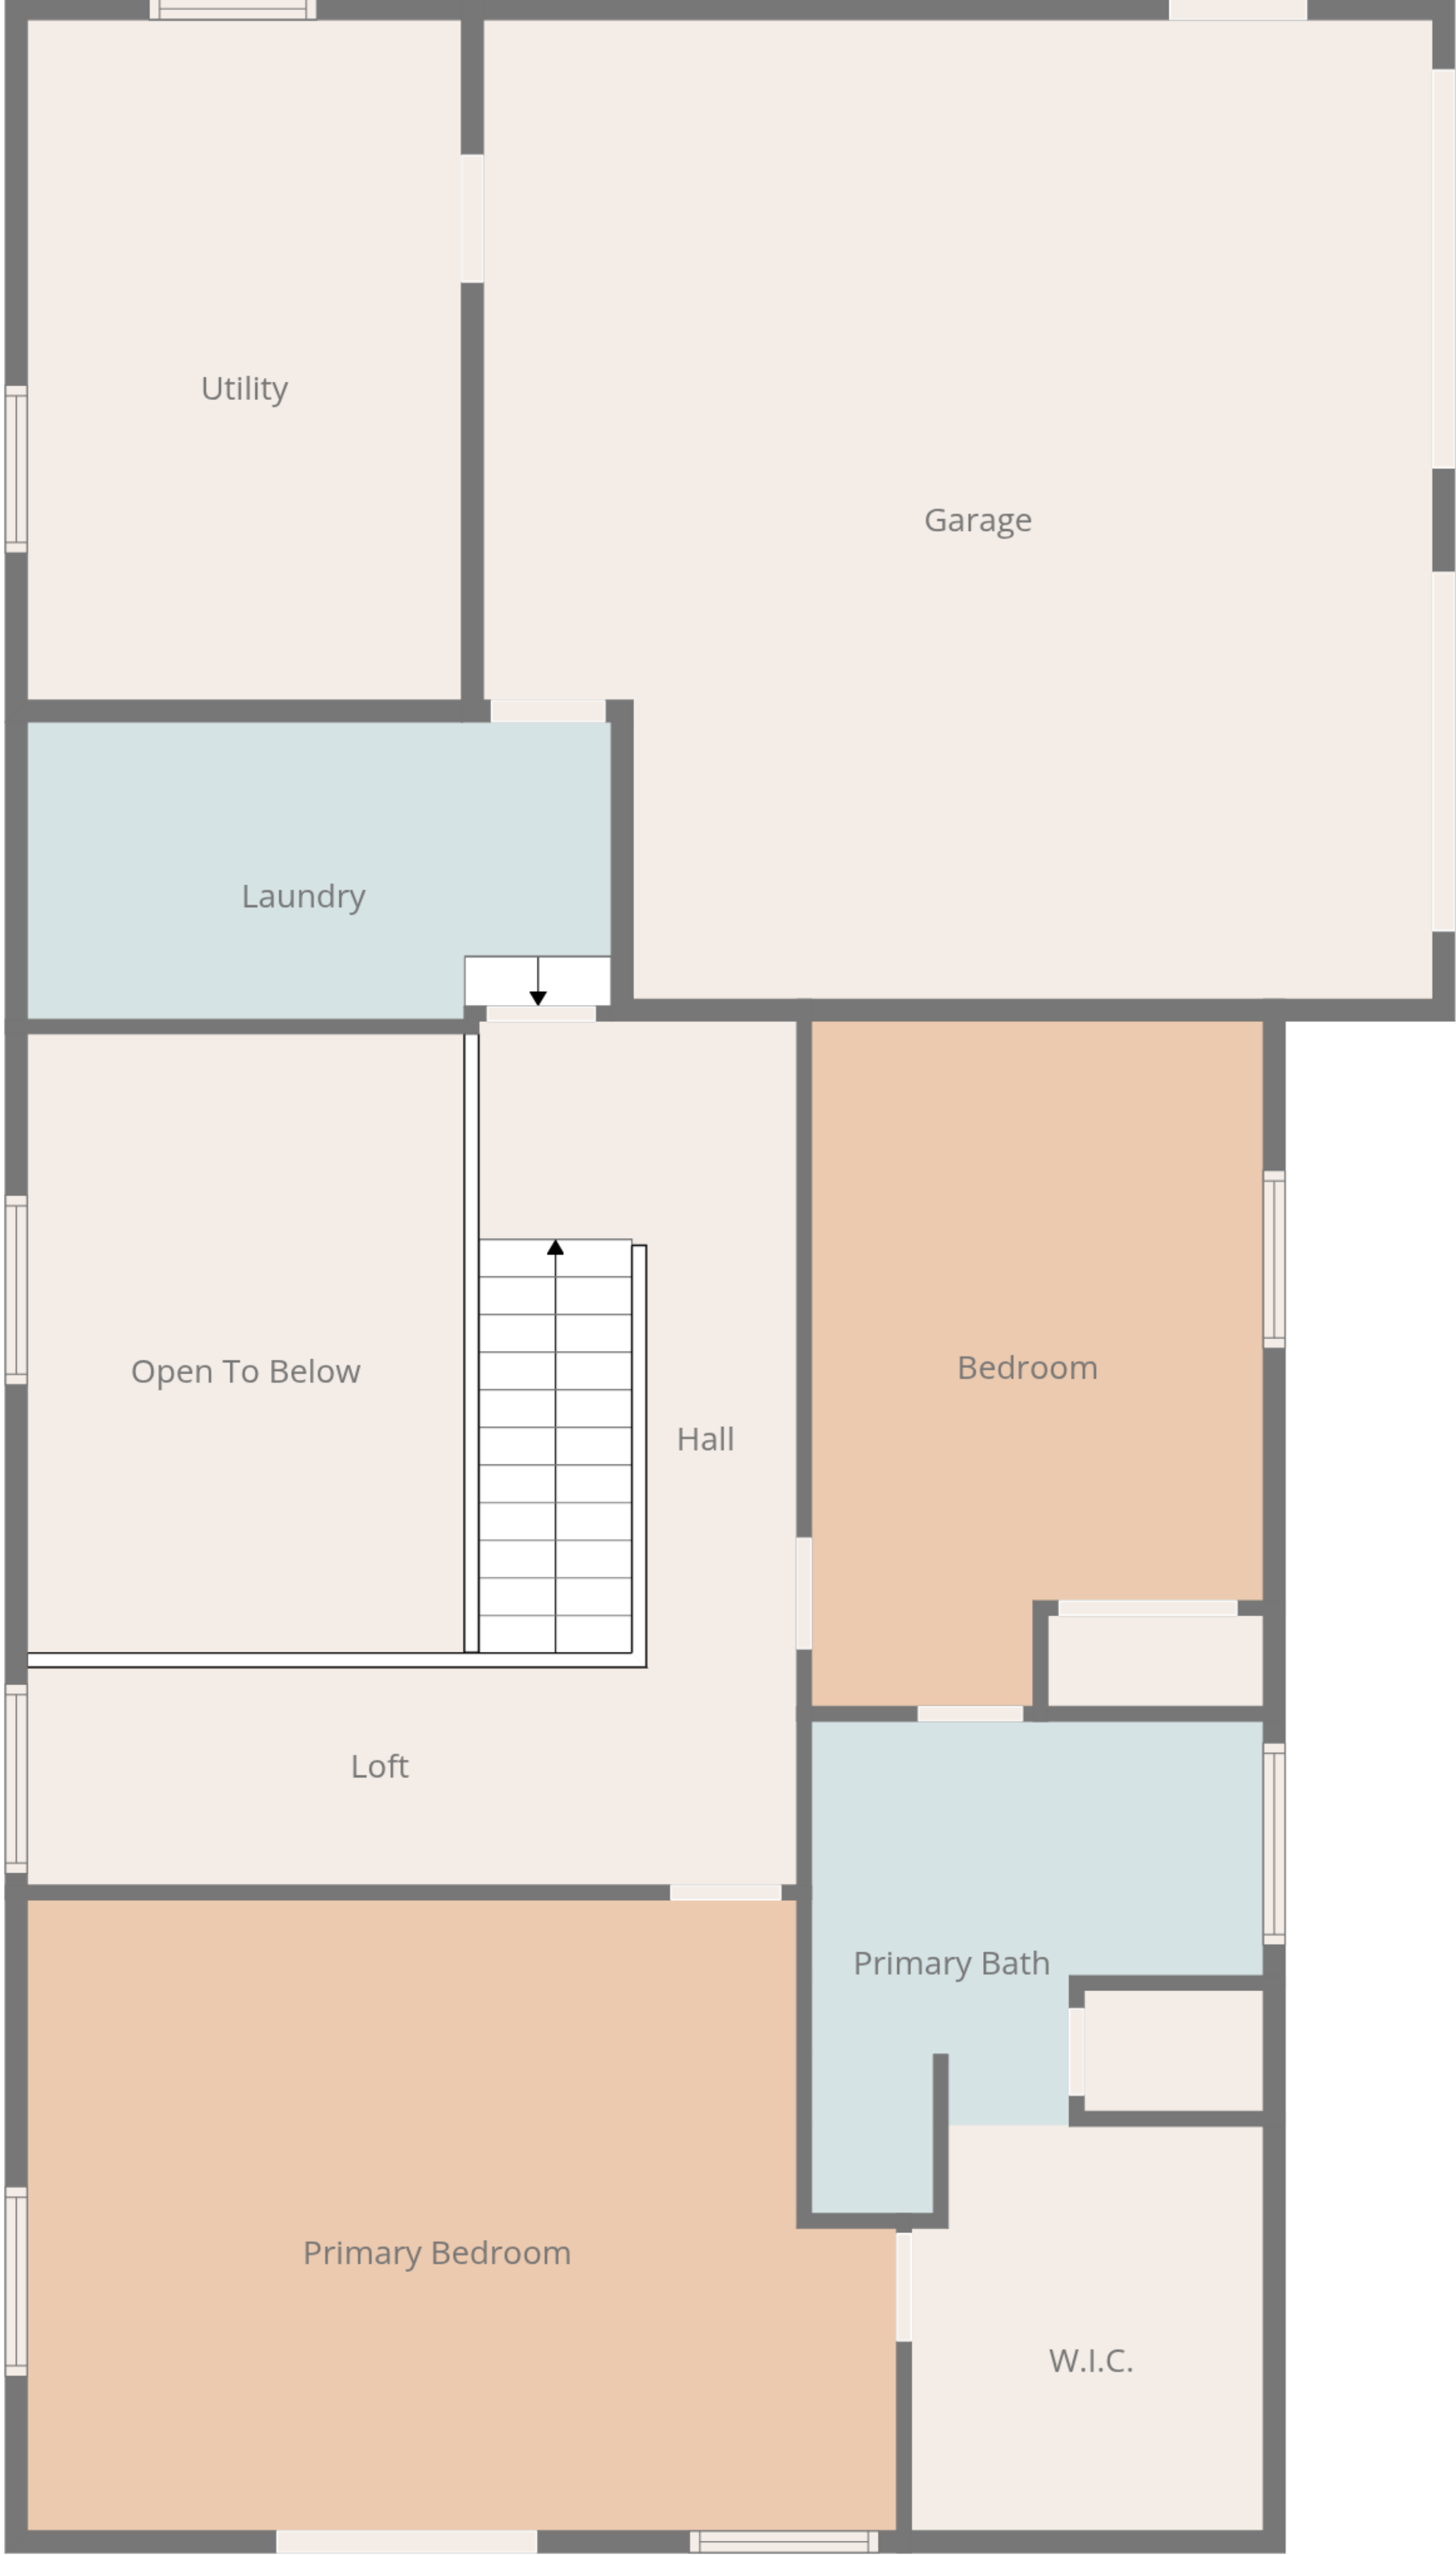 Utility
Garage
Laundry
Open To Below
Bedroom
Hall
Loft
Primary Bath
Primary Bedroom
W.I.C.